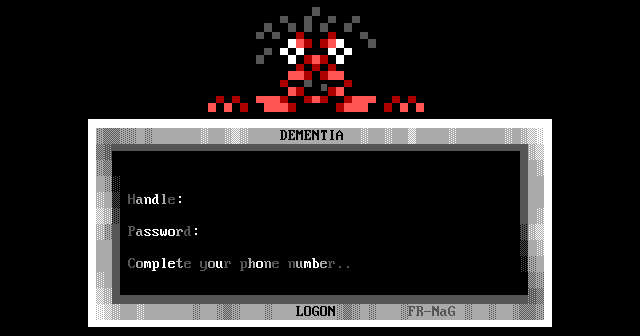 DEMENTIA
Handle:
Password:
Complete your phone number..
LOGON FR-NaG